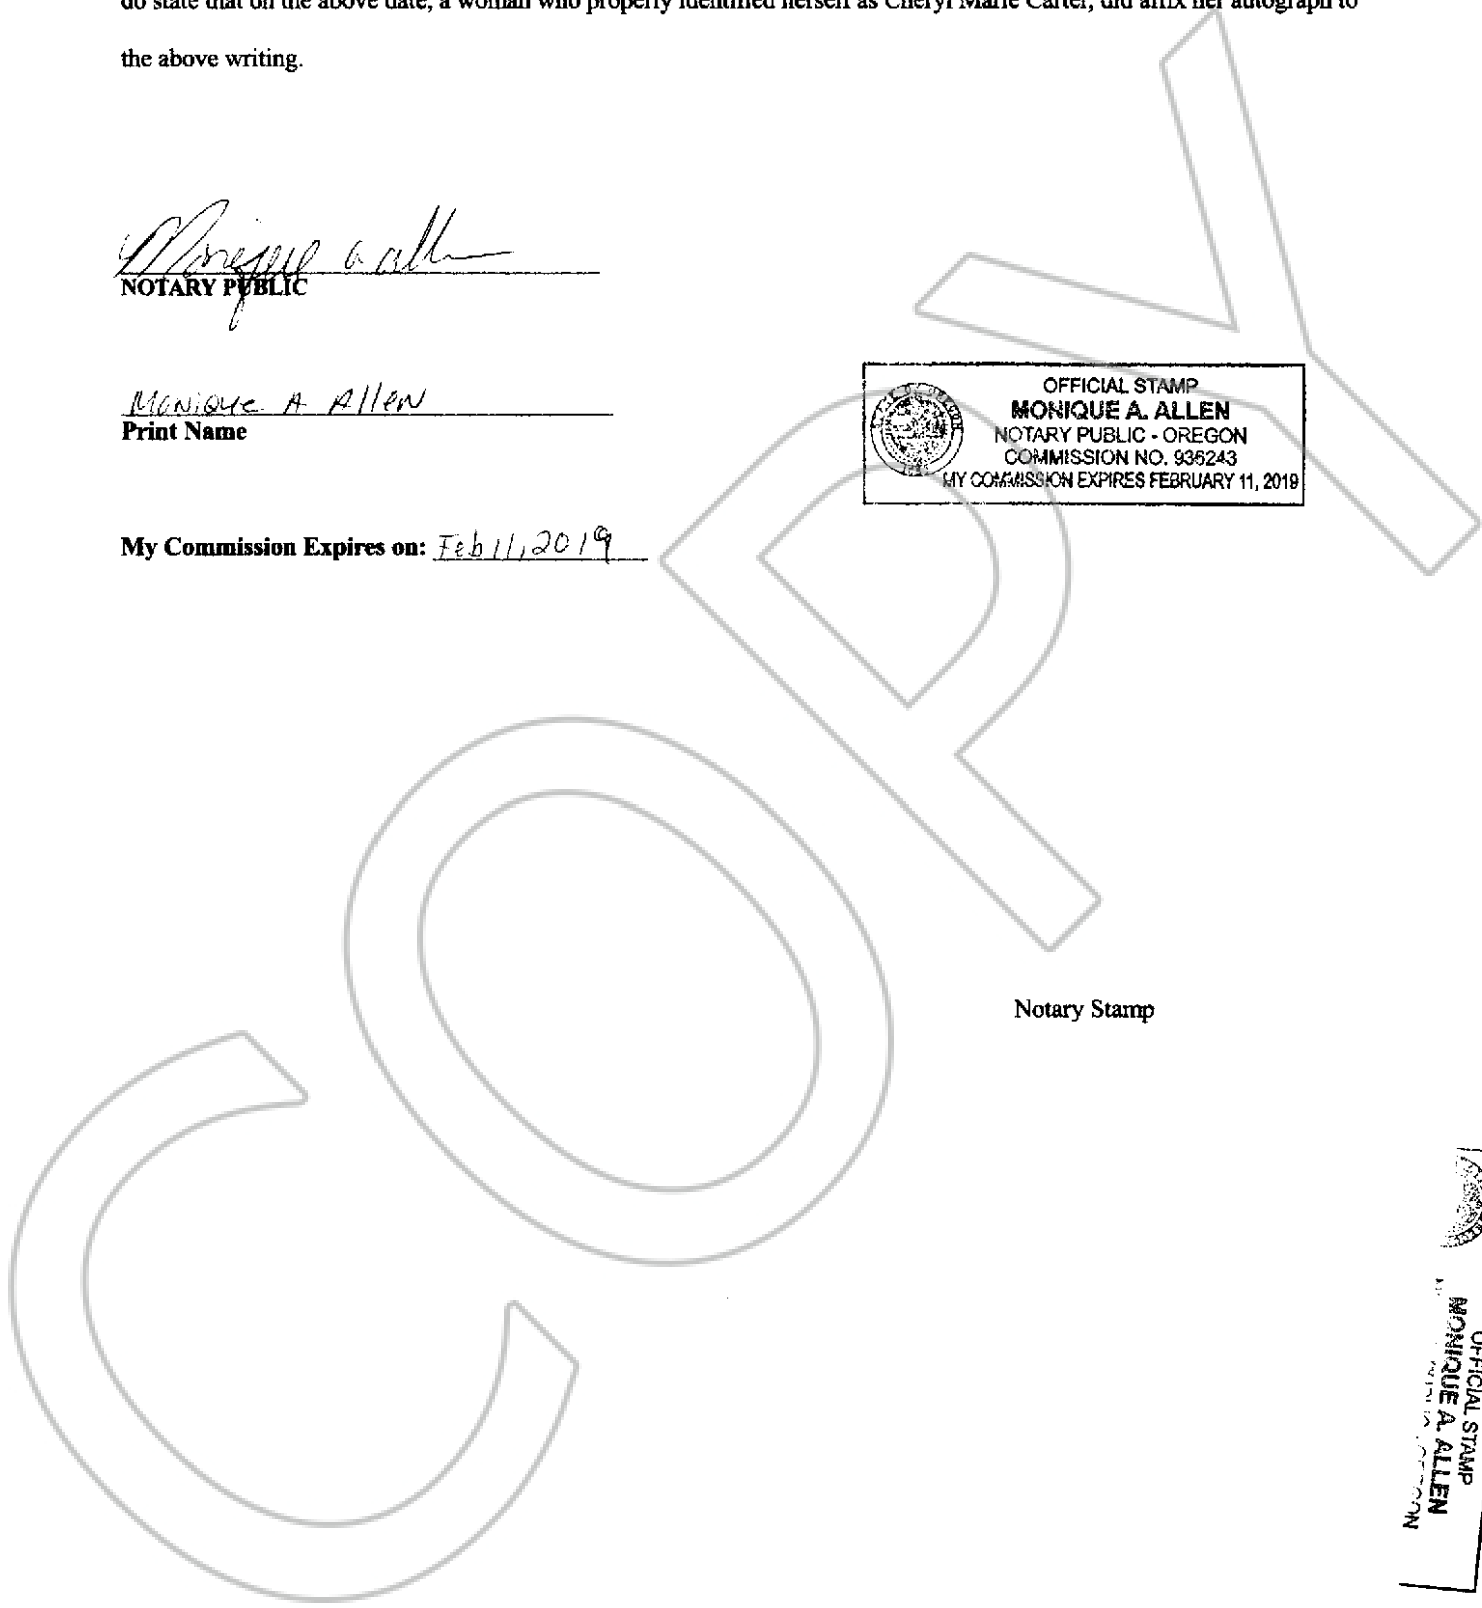 do state that on the above date, a woman who properly identified herself as Cheryl Marie Carter, did affix her autograph to
the above writing.
Monique a all
NOTARY PUBLIC
Monique A Allen
Print Name
OFFICIAL STAMP
MONIQUE A. ALLEN
NOTARY PUBLIC - OREGON
COMMISSION NO. 936243
MY COMMISSION EXPIRES FEBRUARY 11, 2019
My Commission Expires on: Feb 11, 2019
COPY
Notary Stamp
OFFICIAL STAMP
MONIQUE A. ALLEN